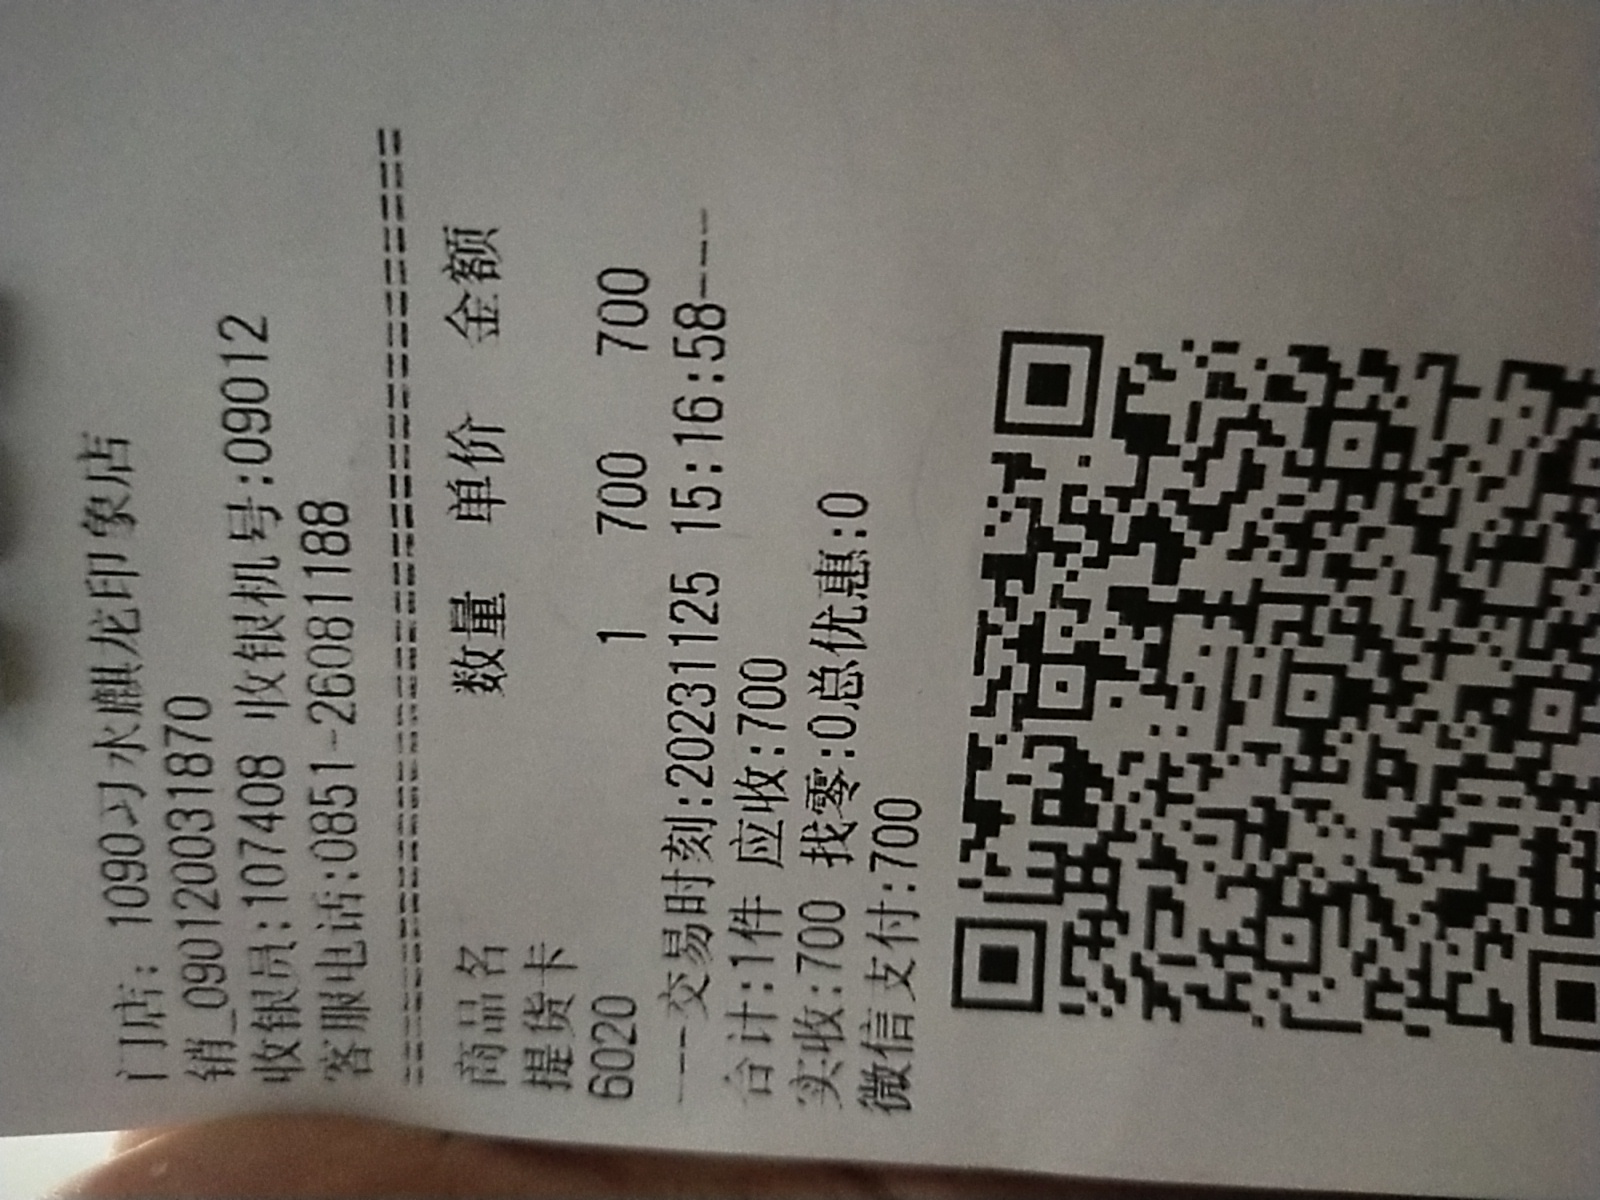 门店: 1090习水麒龙印象店
销_090120031870
收银员:107408 收银机号:09012
客服电话:0851-26081188
================================
商品名 数量 单价 金额
提货卡
6020 1 700 700
---交易时刻:20231125 15:16:58---
合计:1件 应收:700
实收:700 找零:0总优惠:0
微信支付:700